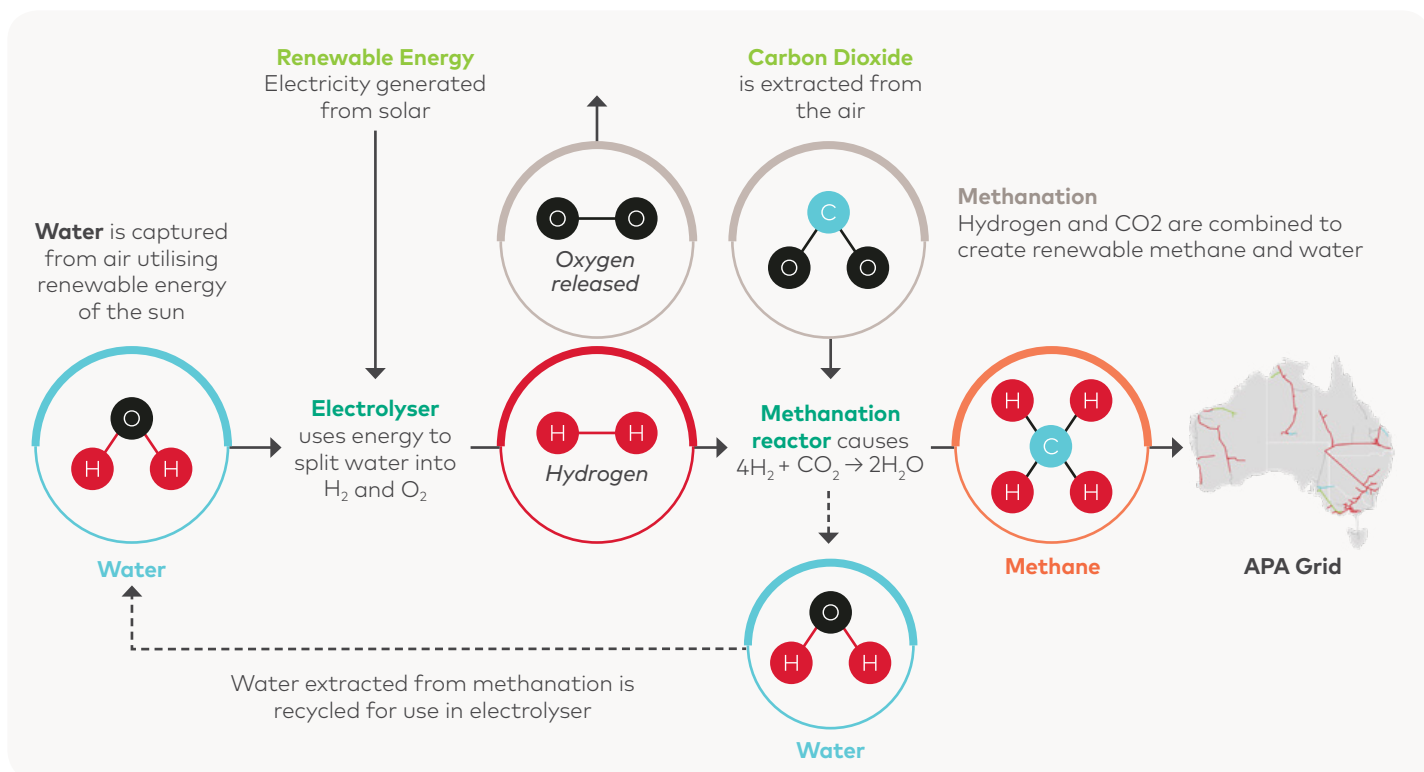 Renewable Energy
Electricity generated
from solar
Carbon Dioxide
is extracted from
the air
Water is captured
from air utilising
renewable energy
of the sun
O O
Oxygen
released
C
O O
Methanation
Hydrogen and CO2 are combined to
create renewable methane and water
O
H H
Water
Electrolyser
uses energy to
split water into
H₂ and O₂
H H
Hydrogen
Methanation
reactor causes
4H₂ + CO₂ → 2H₂O
H H
C
H H
Methane
APA Grid
O
H H
Water
Water extracted from methanation is
recycled for use in electrolyser